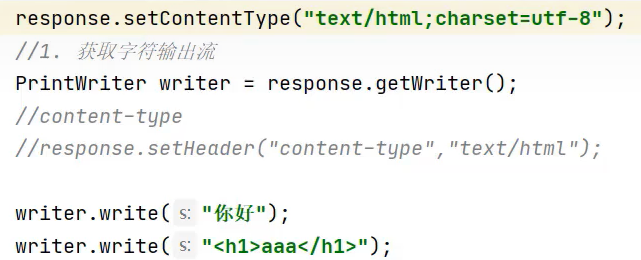 response.setContentType("text/html;charset=utf-8");
//1. 获取字符输出流
PrintWriter writer = response.getWriter();
//content-type
//response.setHeader("content-type","text/html");
writer.write( s: "你好");
writer.write( s: "<h1>aaa</h1>");